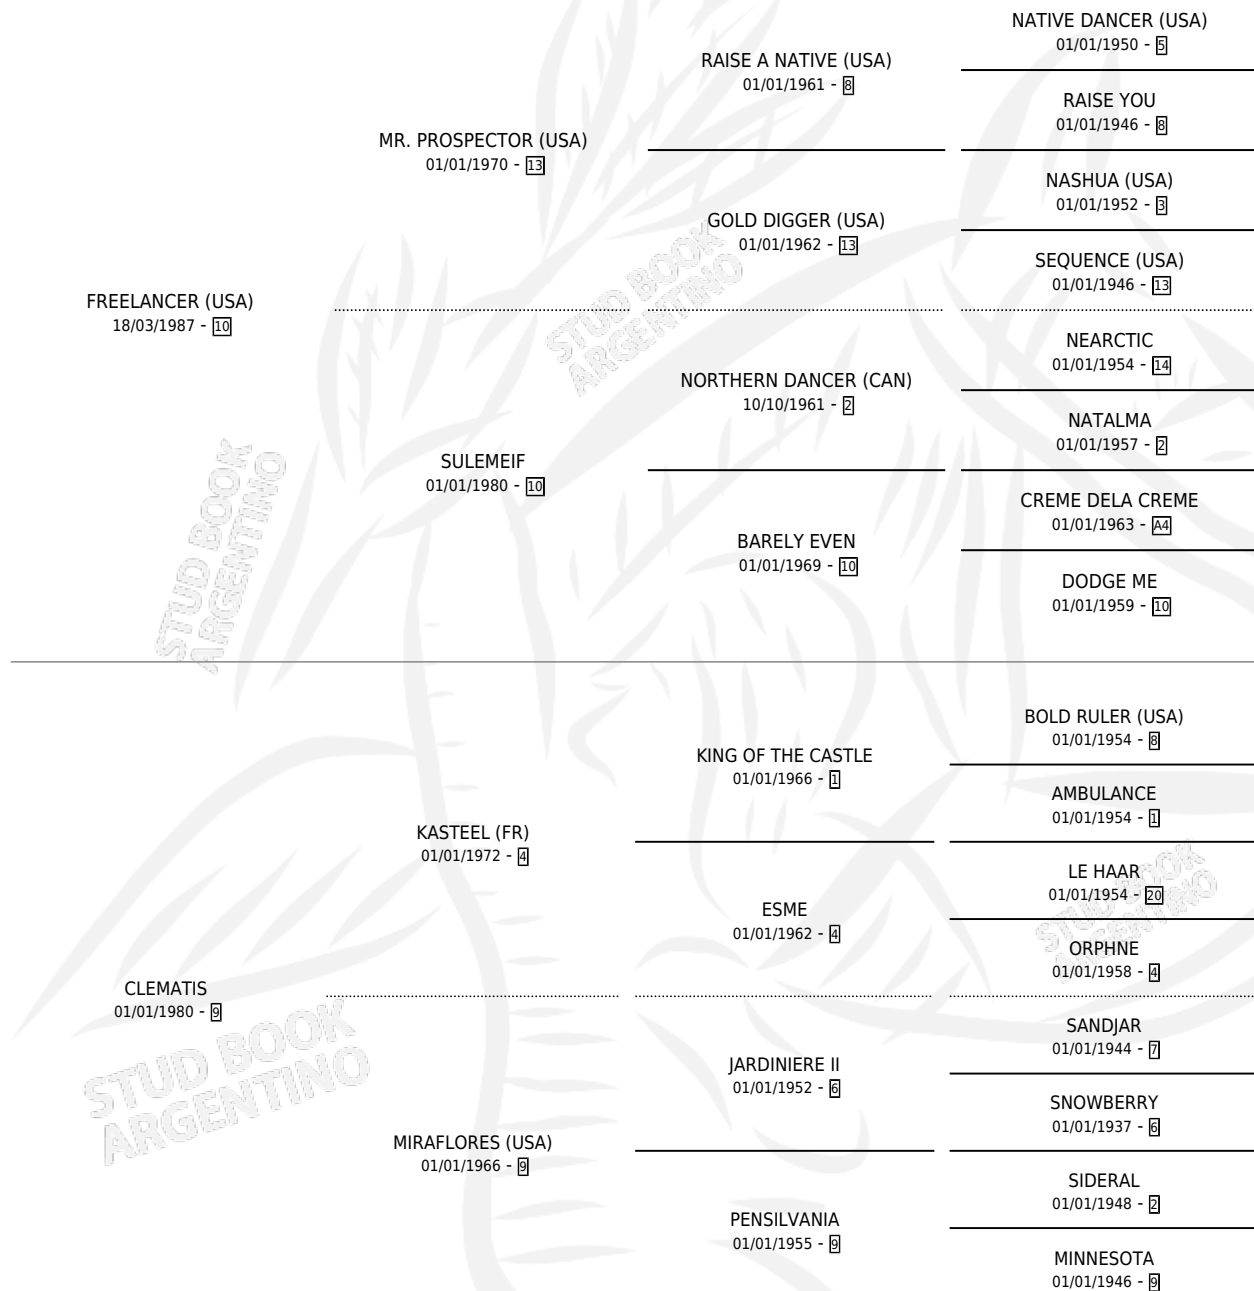 NATIVE DANCER (USA)
01/01/1950 - 5
RAISE A NATIVE (USA)
01/01/1961 - 8
RAISE YOU
01/01/1946 - 8
MR. PROSPECTOR (USA)
01/01/1970 - 13
NASHUA (USA)
01/01/1952 - 3
GOLD DIGGER (USA)
01/01/1962 - 13
SEQUENCE (USA)
01/01/1946 - 13
FREELANCER (USA)
18/03/1987 - 10
STUD BOOK
ARGENTINO
NEARCTIC
01/01/1954 - 14
NORTHERN DANCER (CAN)
10/10/1961 - 2
NATALMA
01/01/1957 - 2
SULEMEIF
01/01/1980 - 10
CREME DELA CREME
01/01/1963 - A4
BARELY EVEN
01/01/1969 - 10
DODGE ME
01/01/1959 - 10
STUD BOOK
ARGENTINO
BOLD RULER (USA)
01/01/1954 - 8
KING OF THE CASTLE
01/01/1966 - 1
AMBULANCE
01/01/1954 - 1
KASTEEL (FR)
01/01/1972 - 4
LE HAAR
01/01/1954 - 20
ESME
01/01/1962 - 4
ORPHNE
01/01/1958 - 4
STUD BOOK
ARGENTINO
CLEMATIS
01/01/1980 - 9
SANDJAR
01/01/1944 - 7
JARDINIERE II
01/01/1952 - 6
SNOWBERRY
01/01/1937 - 6
STUD BOOK
ARGENTINO
MIRAFLORES (USA)
01/01/1966 - 9
SIDERAL
01/01/1948 - 2
PENSILVANIA
01/01/1955 - 9
MINNESOTA
01/01/1946 - 9